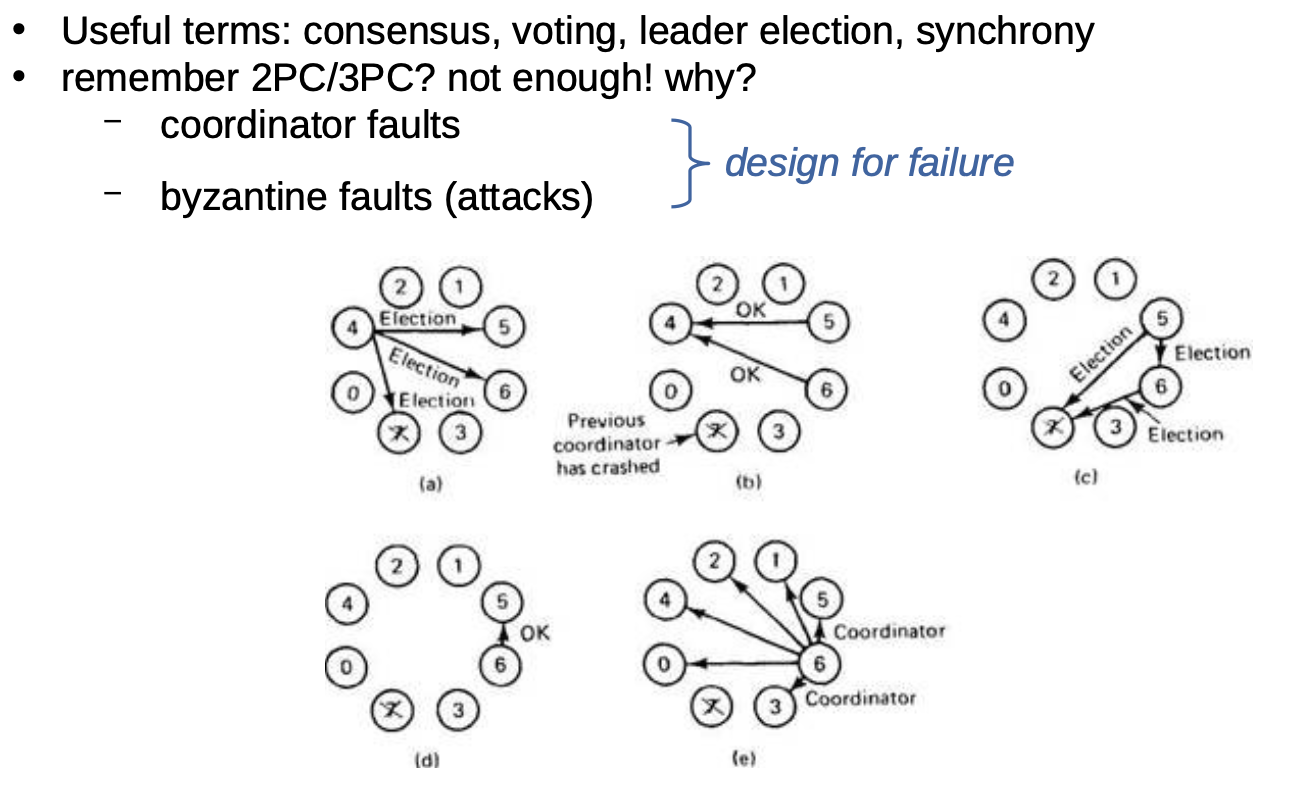 • Useful terms: consensus, voting, leader election, synchrony
• remember 2PC/3PC? not enough! why?
– coordinator faults
design for failure
– byzantine faults (attacks)
2 1
4 Election 5
Election
0 Election 6
7 3
(a)
2 1
4 OK 5
OK
0 6
Previous
coordinator
has crashed
7 3
(b)
2 1
4 5
Election
Election
0 6
7 3
Election
(c)
2 1
4 5
OK
0 6
7 3
(d)
2 1
4 5
Coordinator
0 6
7 3
Coordinator
(e)